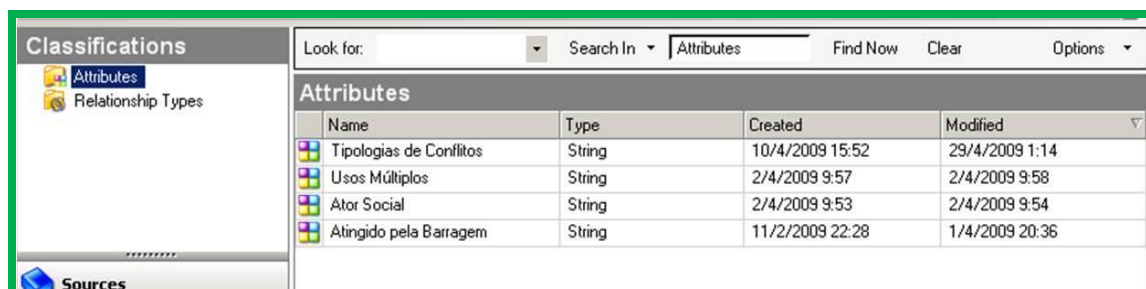 Classifications
Attributes
Relationship Types
Sources
Look for: Search In Attributes Find Now Clear Options
Attributes
Name Type Created Modified
Tipologias de Conflitos String 10/4/2009 15:52 29/4/2009 1:14
Usos Múltiplos String 2/4/2009 9:57 2/4/2009 9:58
Ator Social String 2/4/2009 9:53 2/4/2009 9:54
Atingido pela Barragem String 11/2/2009 22:28 1/4/2009 20:36